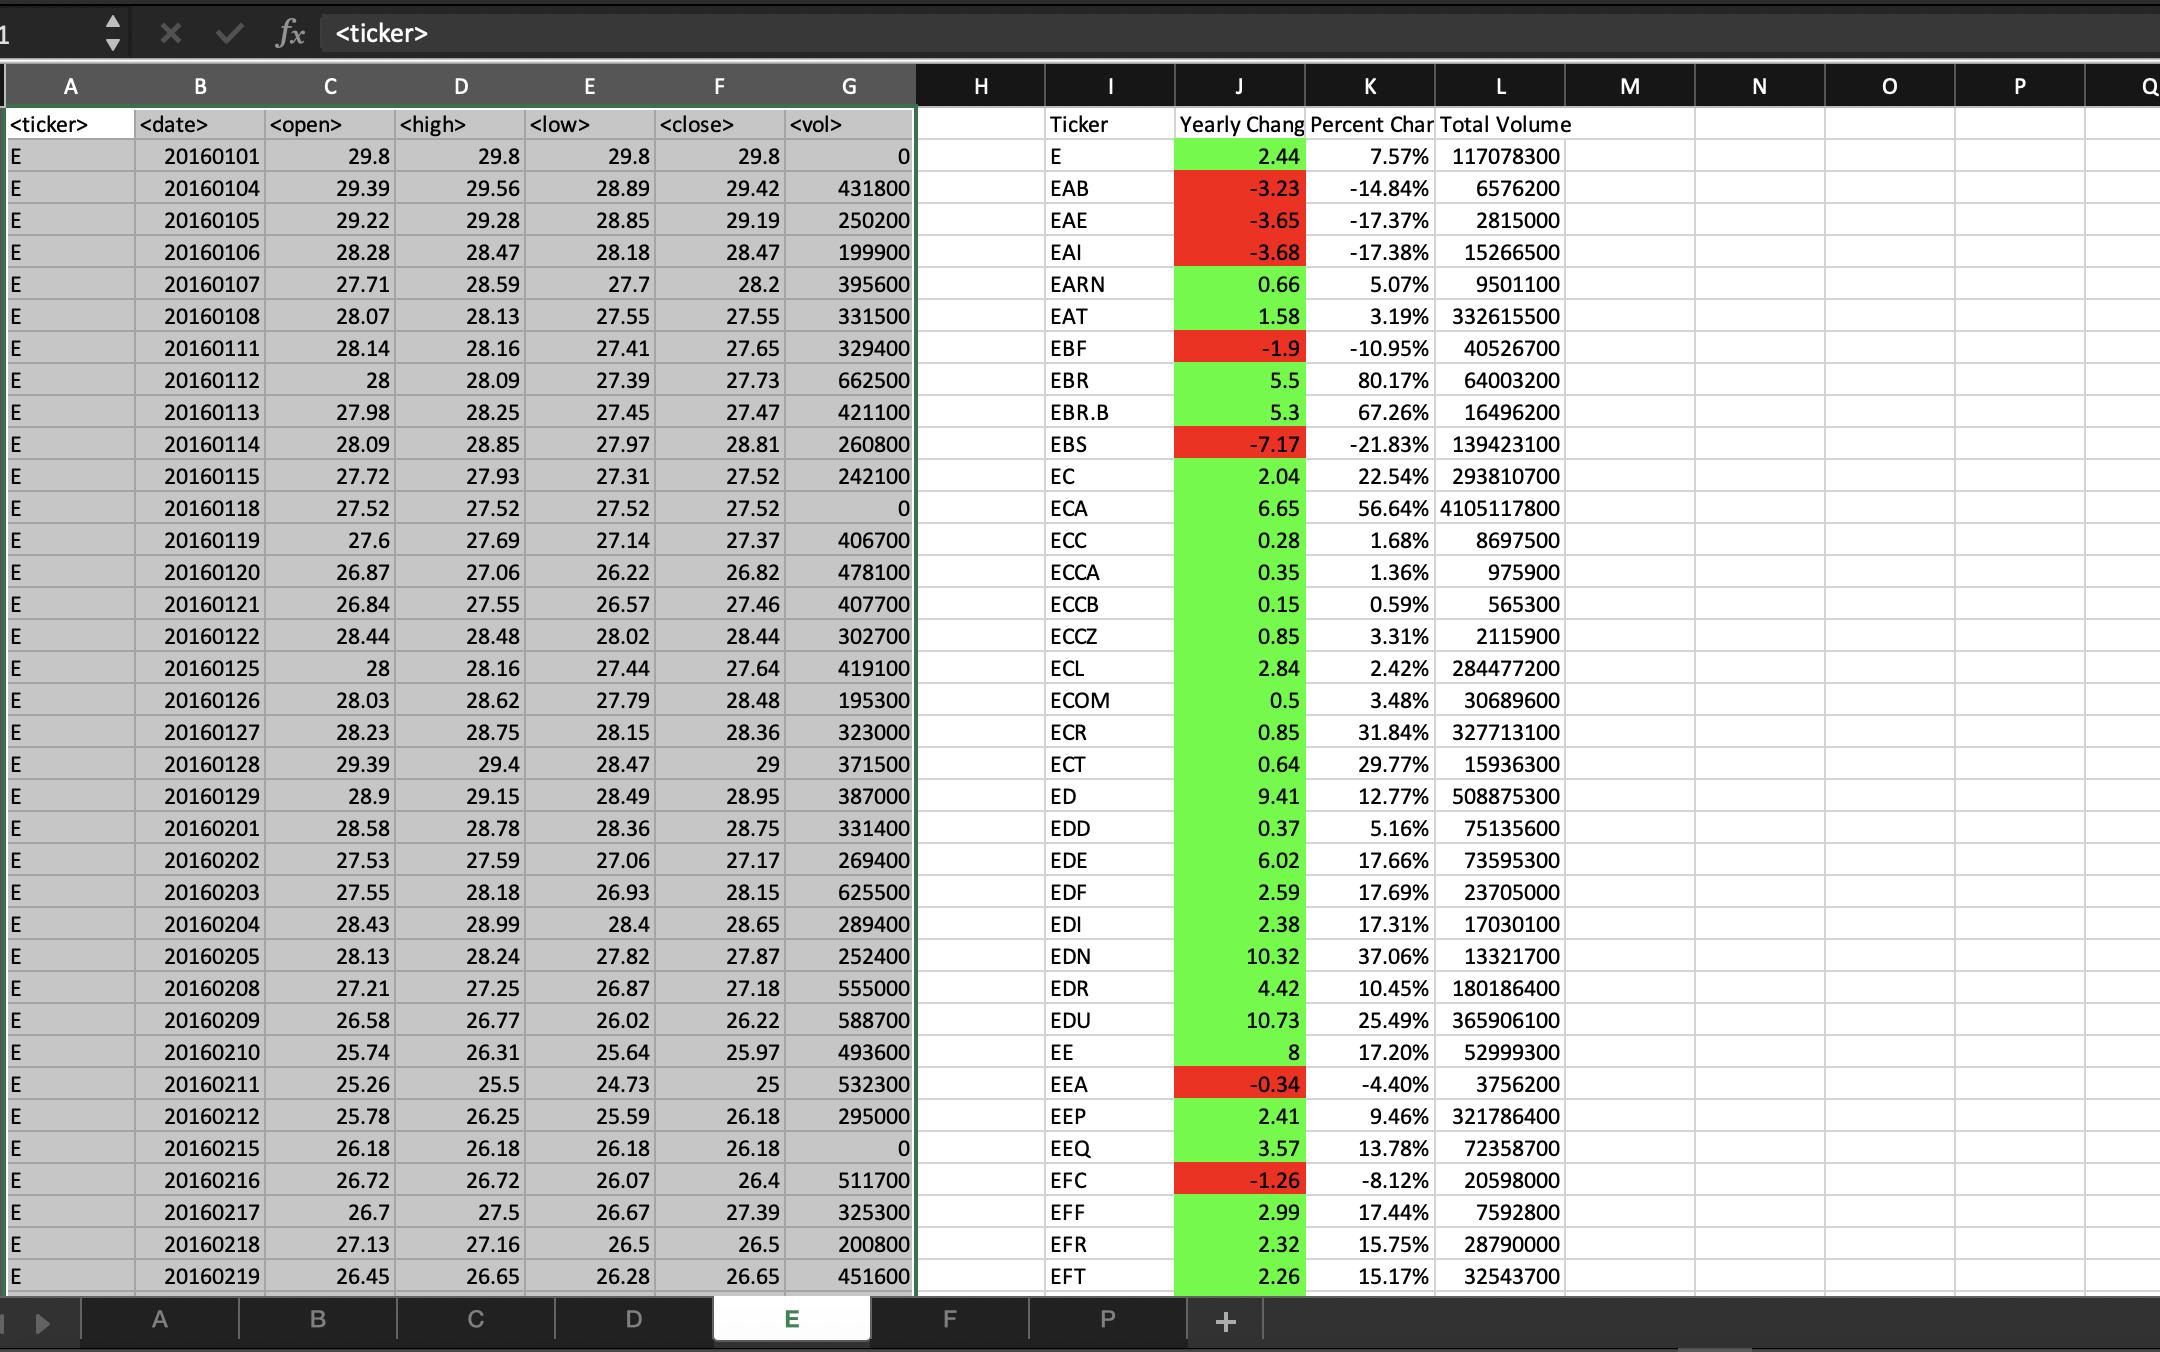 1 fx <ticker>
A B C D E F G H I J K L M N O P Q
<ticker> <date> <open> <high> <low> <close> <vol> Ticker Yearly Chang Percent Char Total Volume
E 20160101 29.8 29.8 29.8 29.8 0 E 2.44 7.57% 117078300
E 20160104 29.39 29.56 28.89 29.42 431800 EAB -3.23 -14.84% 6576200
E 20160105 29.22 29.28 28.85 29.19 250200 EAE -3.65 -17.37% 2815000
E 20160106 28.28 28.47 28.18 28.47 199900 EAI -3.68 -17.38% 15266500
E 20160107 27.71 28.59 27.7 28.2 395600 EARN 0.66 5.07% 9501100
E 20160108 28.07 28.13 27.55 27.55 331500 EAT 1.58 3.19% 332615500
E 20160111 28.14 28.16 27.41 27.65 329400 EBF -1.9 -10.95% 40526700
E 20160112 28 28.09 27.39 27.73 662500 EBR 5.5 80.17% 64003200
E 20160113 27.98 28.25 27.45 27.47 421100 EBR.B 5.3 67.26% 16496200
E 20160114 28.09 28.85 27.97 28.81 260800 EBS -7.17 -21.83% 139423100
E 20160115 27.72 27.93 27.31 27.52 242100 EC 2.04 22.54% 293810700
E 20160118 27.52 27.52 27.52 27.52 0 ECA 6.65 56.64% 4105117800
E 20160119 27.6 27.69 27.14 27.37 406700 ECC 0.28 1.68% 8697500
E 20160120 26.87 27.06 26.22 26.82 478100 ECCA 0.35 1.36% 975900
E 20160121 26.84 27.55 26.57 27.46 407700 ECCB 0.15 0.59% 565300
E 20160122 28.44 28.48 28.02 28.44 302700 ECCZ 0.85 3.31% 2115900
E 20160125 28 28.16 27.44 27.64 419100 ECL 2.84 2.42% 284477200
E 20160126 28.03 28.62 27.79 28.48 195300 ECOM 0.5 3.48% 30689600
E 20160127 28.23 28.75 28.15 28.36 323000 ECR 0.85 31.84% 327713100
E 20160128 29.39 29.4 28.47 29 371500 ECT 0.64 29.77% 15936300
E 20160129 28.9 29.15 28.49 28.95 387000 ED 9.41 12.77% 508875300
E 20160201 28.58 28.78 28.36 28.75 331400 EDD 0.37 5.16% 75135600
E 20160202 27.53 27.59 27.06 27.17 269400 EDE 6.02 17.66% 73595300
E 20160203 27.55 28.18 26.93 28.15 625500 EDF 2.59 17.69% 23705000
E 20160204 28.43 28.99 28.4 28.65 289400 EDI 2.38 17.31% 17030100
E 20160205 28.13 28.24 27.82 27.87 252400 EDN 10.32 37.06% 13321700
E 20160208 27.21 27.25 26.87 27.18 555000 EDR 4.42 10.45% 180186400
E 20160209 26.58 26.77 26.02 26.22 588700 EDU 10.73 25.49% 365906100
E 20160210 25.74 26.31 25.64 25.97 493600 EE 8 17.20% 52999300
E 20160211 25.26 25.5 24.73 25 532300 EEA -0.34 -4.40% 3756200
E 20160212 25.78 26.25 25.59 26.18 295000 EEP 2.41 9.46% 321786400
E 20160215 26.18 26.18 26.18 26.18 0 EEQ 3.57 13.78% 72358700
E 20160216 26.72 26.72 26.07 26.4 511700 EFC -1.26 -8.12% 20598000
E 20160217 26.7 27.5 26.67 27.39 325300 EFF 2.99 17.44% 7592800
E 20160218 27.13 27.16 26.5 26.5 200800 EFR 2.32 15.75% 28790000
E 20160219 26.45 26.65 26.28 26.65 451600 EFT 2.26 15.17% 32543700
A B C D E F P +